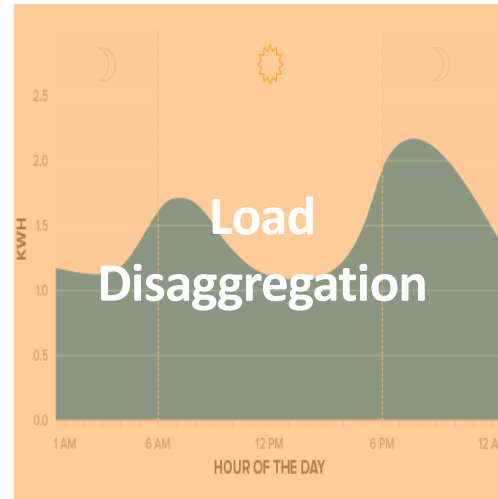 2.5
2.0
Load
1.5
KWH
Disaggregation
1.0
0.5
0.0
1 AM 6 AM 12 PM 6 PM 12 A
HOUR OF THE DAY